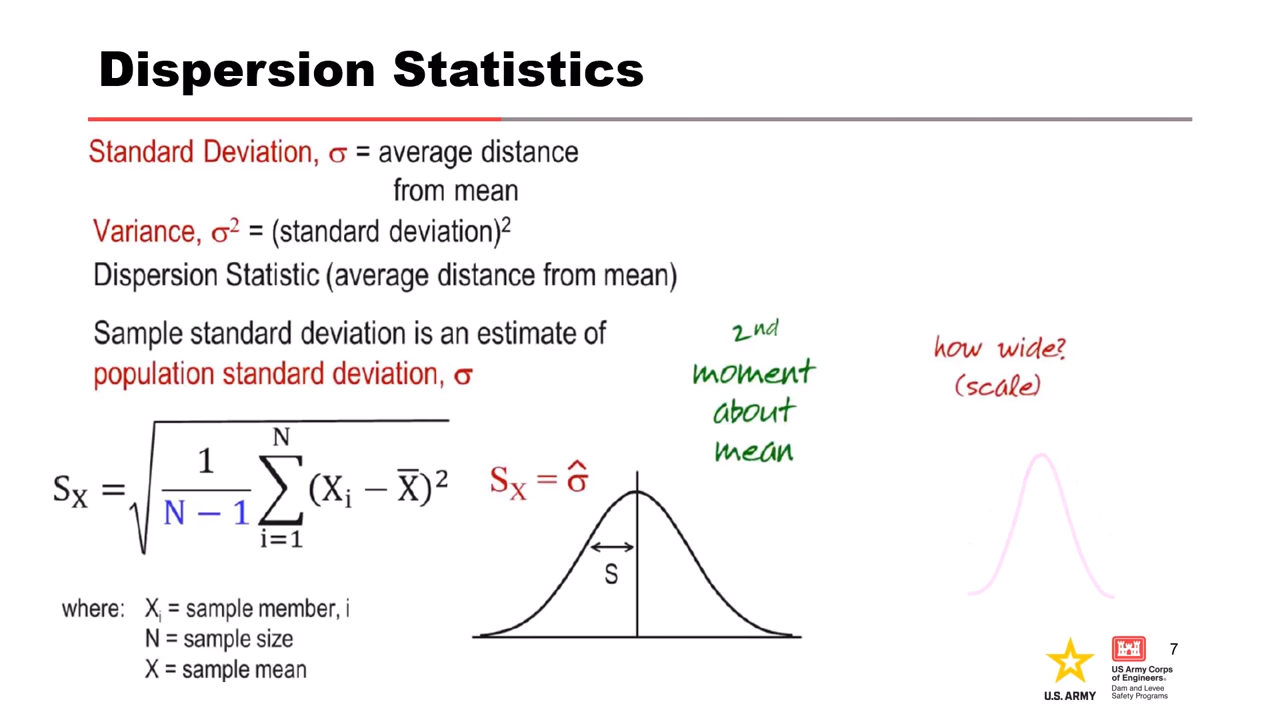 Dispersion Statistics
Standard Deviation, σ = average distance
from mean
Variance, σ² = (standard deviation)²
Dispersion Statistic (average distance from mean)
Sample standard deviation is an estimate of
population standard deviation, σ
2nd
moment
about
mean
how wide?
(scale)
S_X = √( 1/(N − 1) ∑_{i=1}^{N} (X_i − X̅)² )
S_X = σ̂
S
where: X_i = sample member, i
N = sample size
X = sample mean
U.S. ARMY
US Army Corps
of Engineers®
Dam and Levee
Safety Programs
7